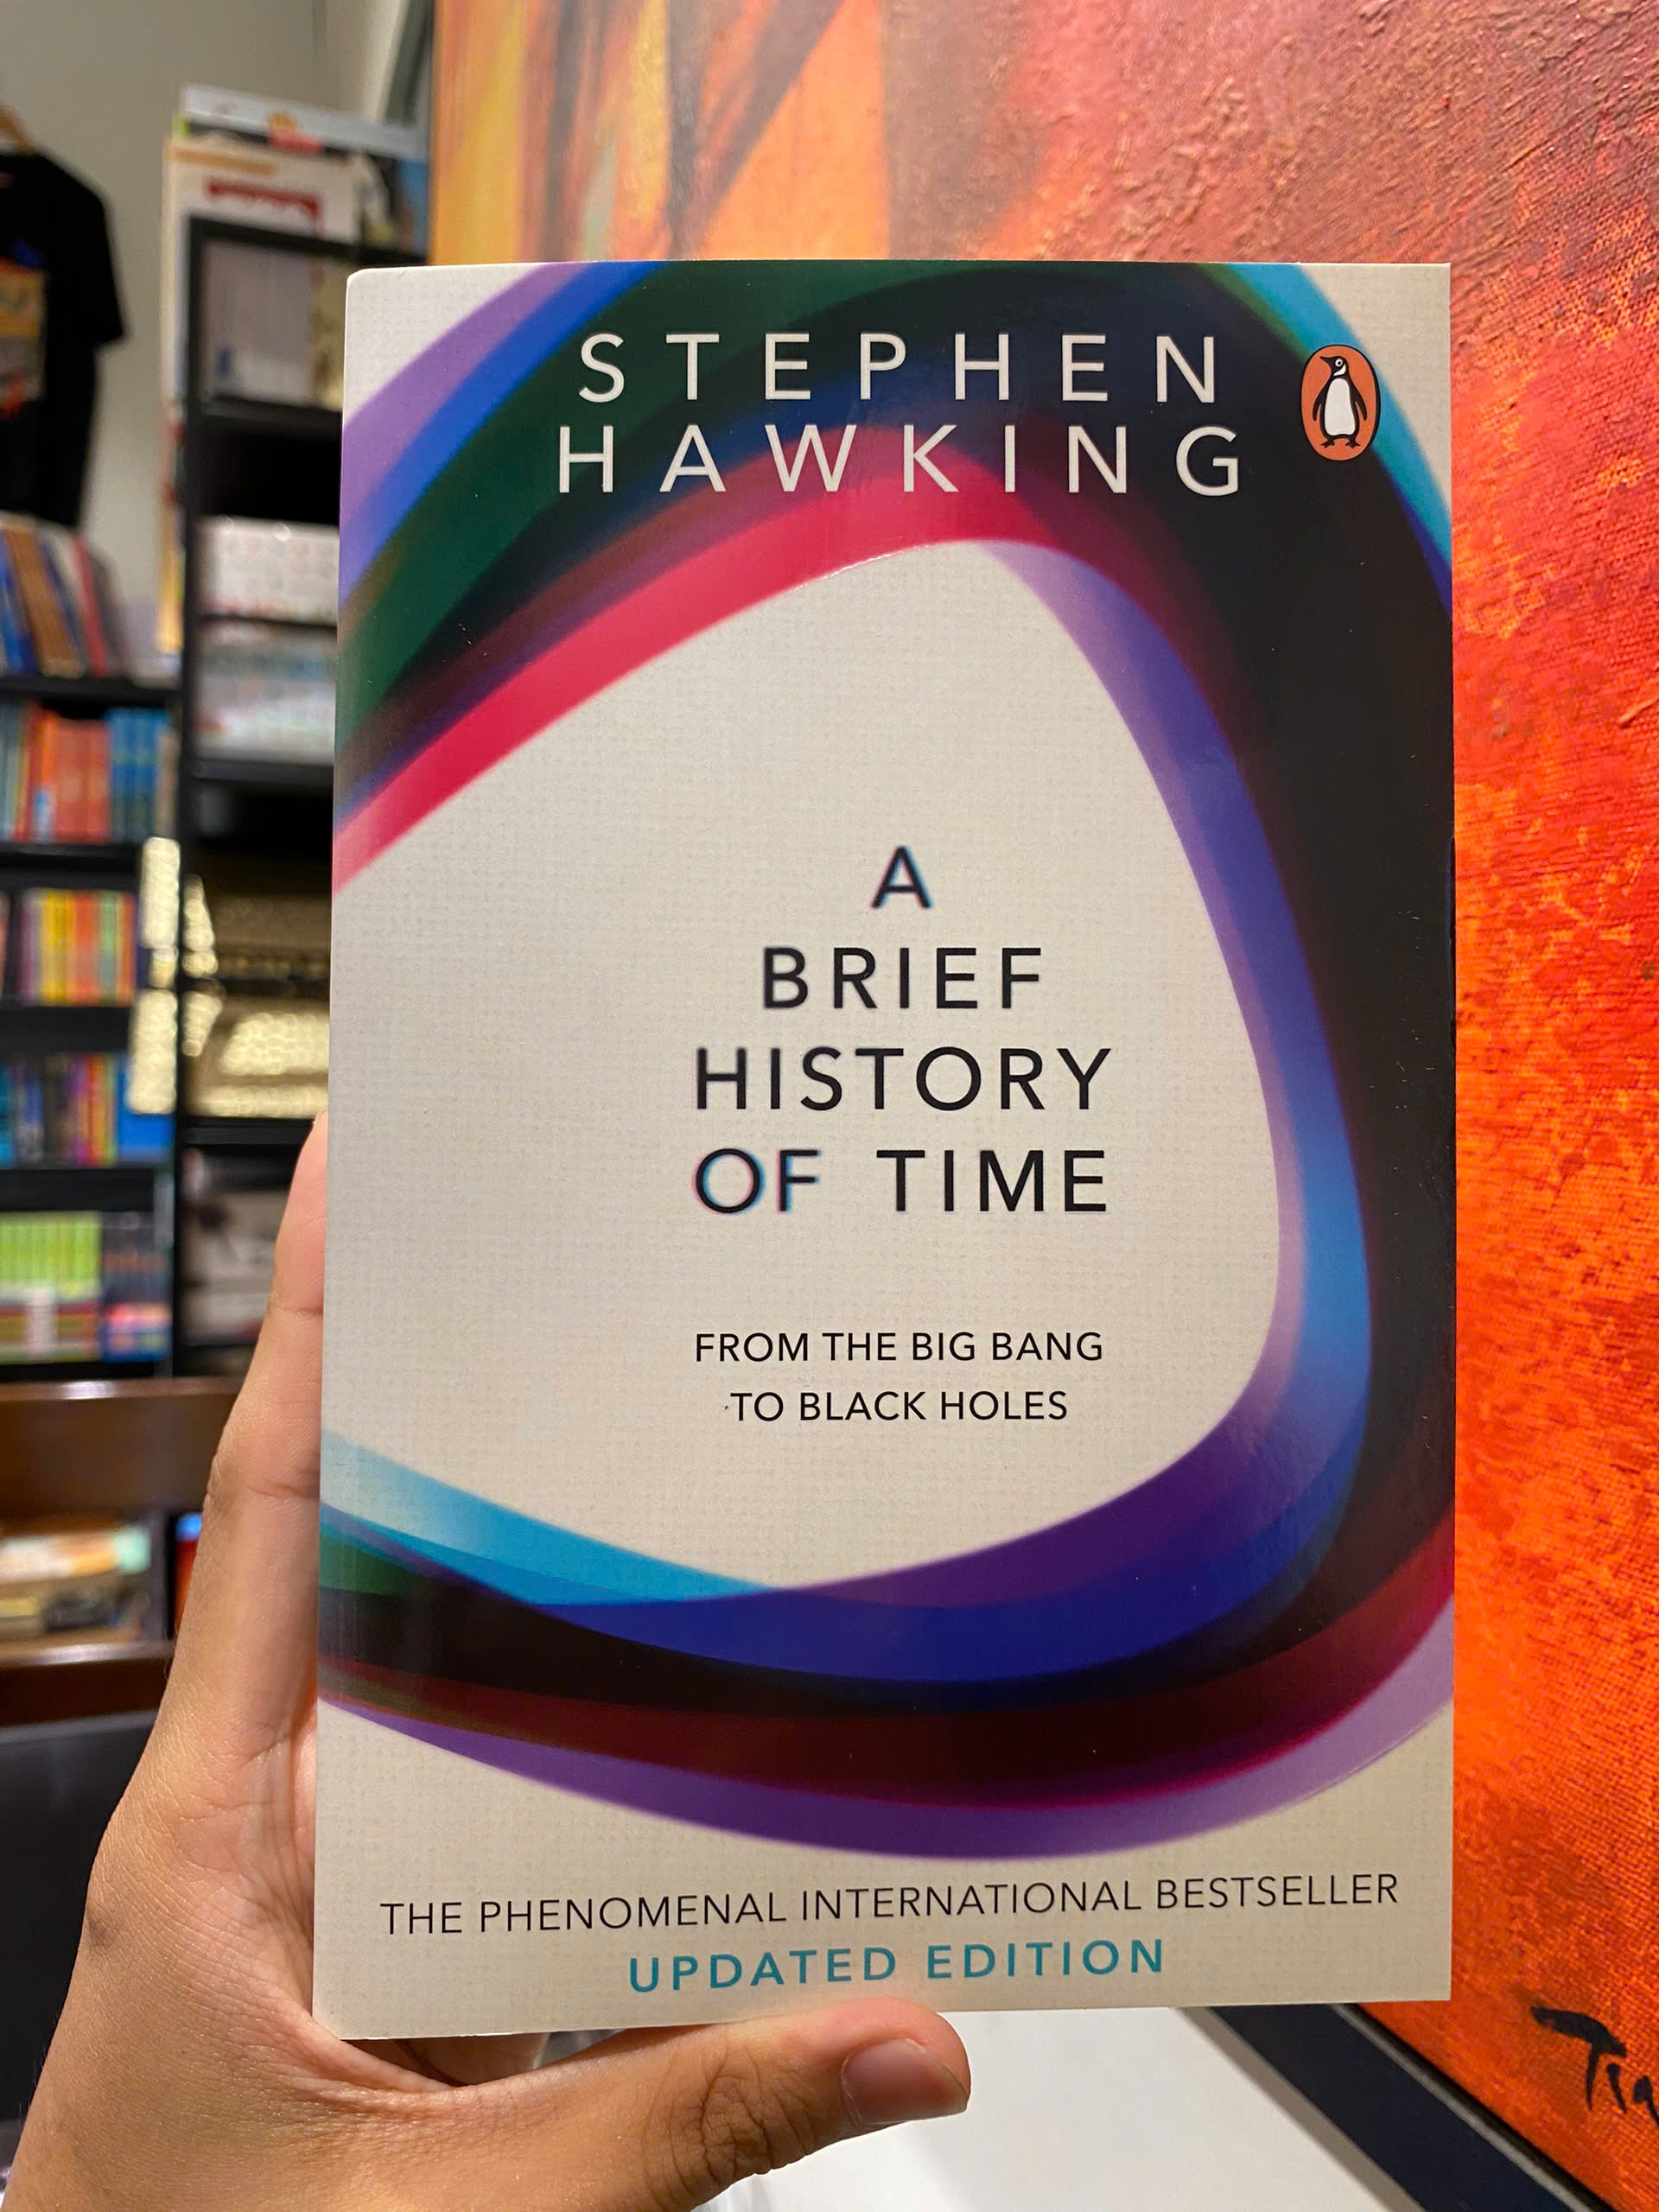 STEPHEN
HAWKING
A
BRIEF
HISTORY
OF TIME
FROM THE BIG BANG
TO BLACK HOLES
THE PHENOMENAL INTERNATIONAL BESTSELLER
UPDATED EDITION